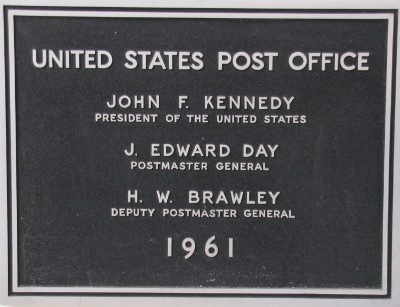 UNITED STATES POST OFFICE
JOHN F. KENNEDY
PRESIDENT OF THE UNITED STATES
J. EDWARD DAY
POSTMASTER GENERAL
H. W. BRAWLEY
DEPUTY POSTMASTER GENERAL
1961